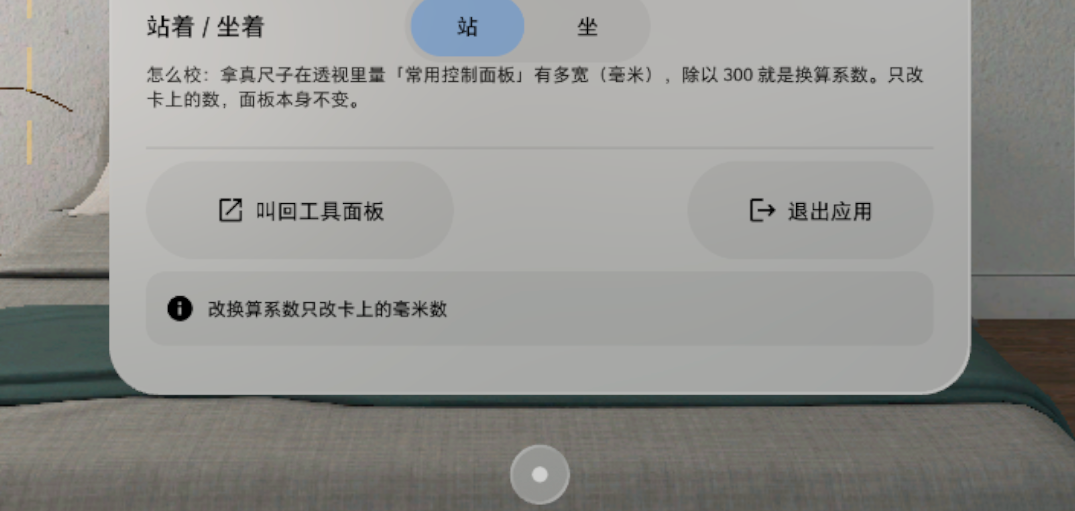 站着 / 坐着
站
坐
怎么校：拿真尺子在透视里量「常用控制面板」有多宽（毫米），除以 300 就是换算系数。只改
卡上的数，面板本身不变。
叫回工具面板
退出应用
改换算系数只改卡上的毫米数